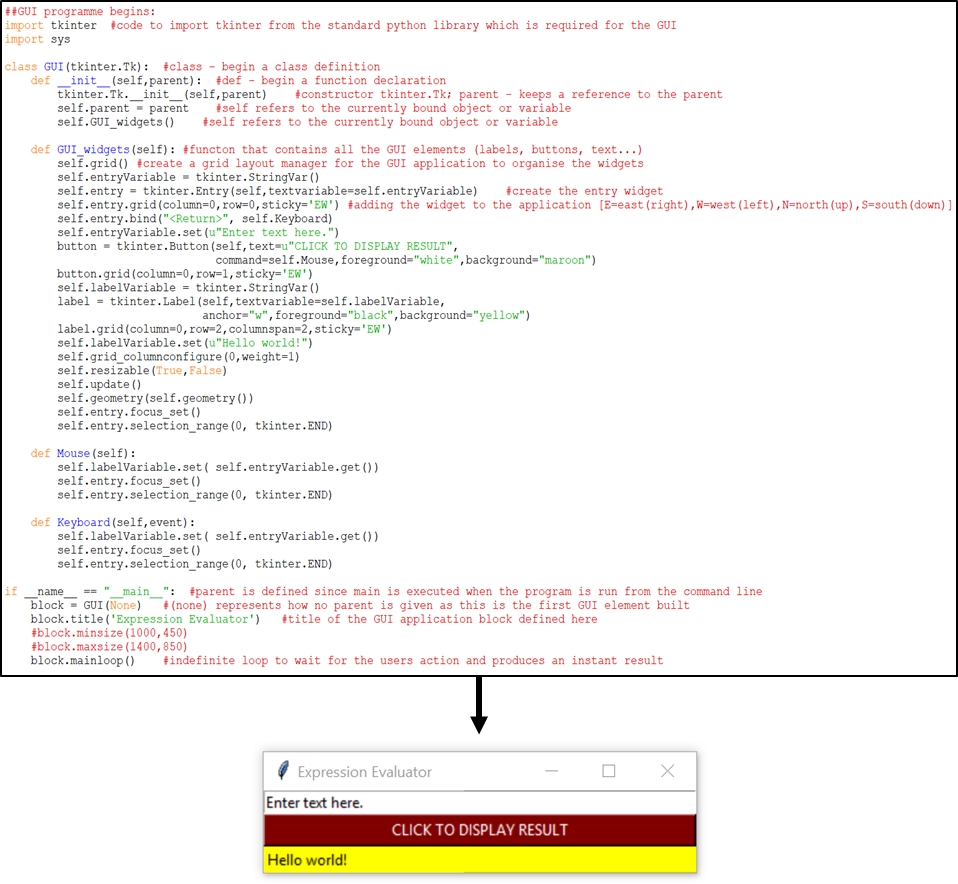 ##GUI programme begins:
import tkinter  #code to import tkinter from the standard python library which is required for the GUI
import sys
class GUI(tkinter.Tk):  #class - begin a class definition
    def __init__(self,parent):  #def - begin a function declaration
        tkinter.Tk.__init__(self,parent)    #constructor tkinter.Tk; parent - keeps a reference to the parent
        self.parent = parent    #self refers to the currently bound object or variable
        self.GUI_widgets()    #self refers to the currently bound object or variable
    def GUI_widgets(self): #functon that contains all the GUI elements (labels, buttons, text...)
        self.grid() #create a grid layout manager for the GUI application to organise the widgets
        self.entryVariable = tkinter.StringVar()
        self.entry = tkinter.Entry(self,textvariable=self.entryVariable)    #create the entry widget
        self.entry.grid(column=0,row=0,sticky='EW') #adding the widget to the application [E=east(right),W=west(left),N=north(up),S=south(down)]
        self.entry.bind("<Return>", self.Keyboard)
        self.entryVariable.set(u"Enter text here.")
        button = tkinter.Button(self,text=u"CLICK TO DISPLAY RESULT",
                                command=self.Mouse,foreground="white",background="maroon")
        button.grid(column=0,row=1,sticky='EW')
        self.labelVariable = tkinter.StringVar()
        label = tkinter.Label(self,textvariable=self.labelVariable,
                              anchor="w",foreground="black",background="yellow")
        label.grid(column=0,row=2,columnspan=2,sticky='EW')
        self.labelVariable.set(u"Hello world!")
        self.grid_columnconfigure(0,weight=1)
        self.resizable(True,False)
        self.update()
        self.geometry(self.geometry())
        self.entry.focus_set()
        self.entry.selection_range(0, tkinter.END)
    def Mouse(self):
        self.labelVariable.set( self.entryVariable.get())
        self.entry.focus_set()
        self.entry.selection_range(0, tkinter.END)
    def Keyboard(self,event):
        self.labelVariable.set( self.entryVariable.get())
        self.entry.focus_set()
        self.entry.selection_range(0, tkinter.END)
if __name__ == "__main__":  #parent is defined since main is executed when the program is run from the command line
    block = GUI(None)   #(none) represents how no parent is given as this is the first GUI element built
    block.title('Expression Evaluator')   #title of the GUI application block defined here
    #block.minsize(1000,450)
    #block.maxsize(1400,850)
    block.mainloop()    #indefinite loop to wait for the users action and produces an instant result
Expression Evaluator
Enter text here.
CLICK TO DISPLAY RESULT
Hello world!